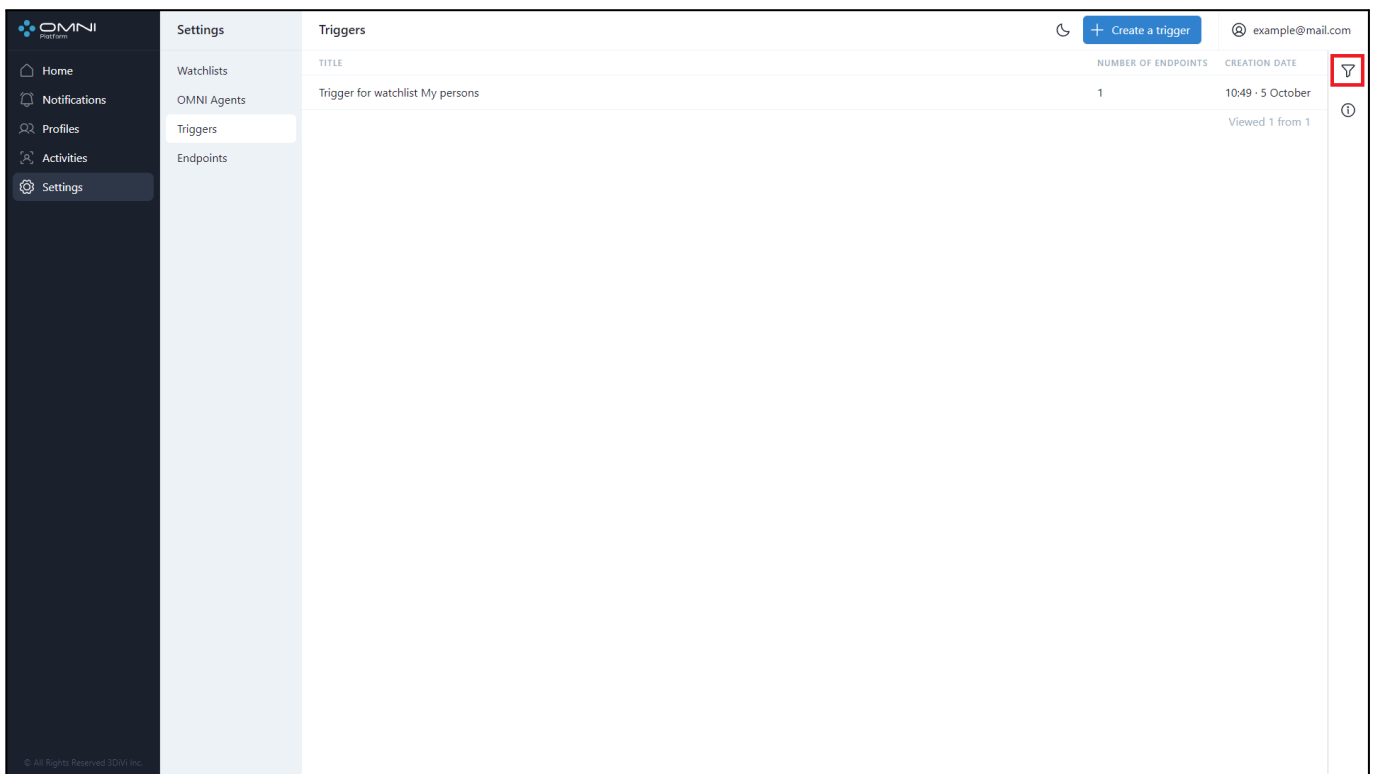 OMNI
Platform
Home
Notifications
Profiles
Activities
Settings
© All Rights Reserved 3DiVi Inc.
Settings
Watchlists
OMNI Agents
Triggers
Endpoints
Triggers
Create a trigger
example@mail.com
TITLE NUMBER OF ENDPOINTS CREATION DATE
Trigger for watchlist My persons 1 10:49 · 5 October
Viewed 1 from 1